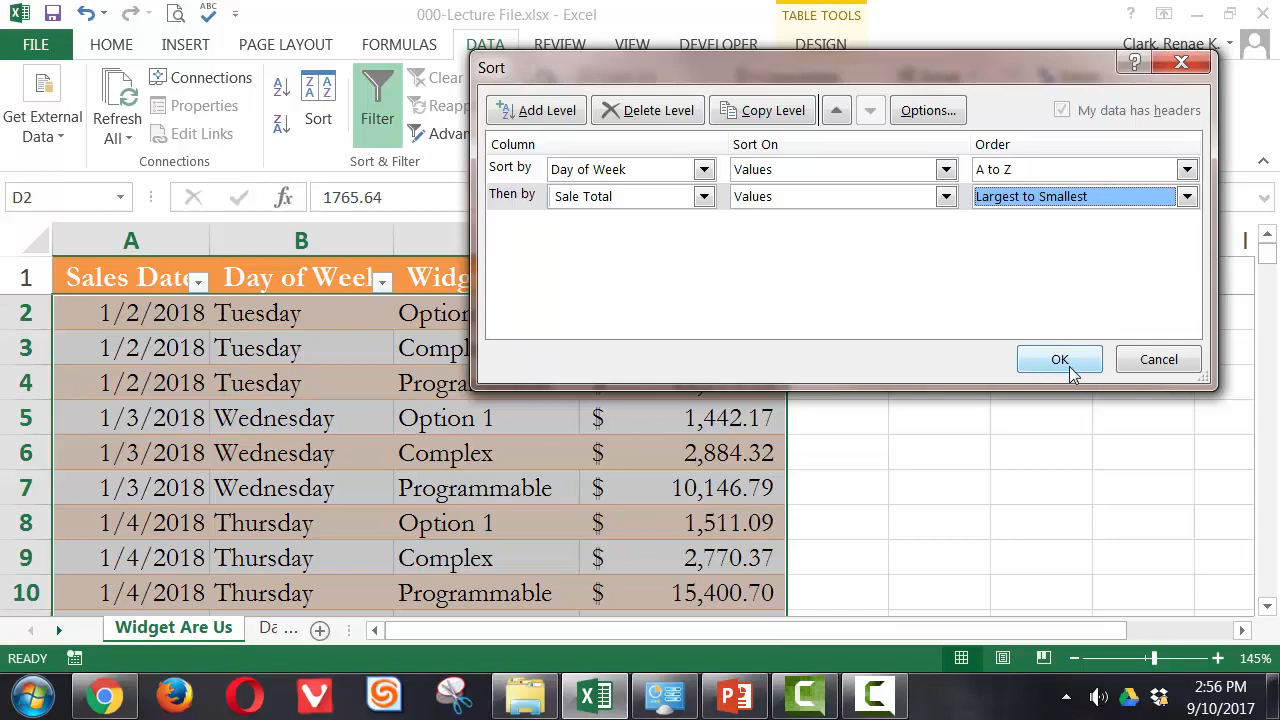 000-Lecture File.xlsx - Excel
TABLE TOOLS
ABC
FILE HOME INSERT PAGE LAYOUT FORMULAS DATA REVIEW VIEW DEVELOPER DESIGN Clark, Renae K.
Get External Data
Refresh All
Connections
Properties
Edit Links
Sort
Filter
Clear
Reapp
Advan
Sort & Filter
Sort
Add Level Delete Level Copy Level Options... My data has headers
Column Sort On Order
Sort by Day of Week Values A to Z
Then by Sale Total Values Largest to Smallest
OK Cancel
D2 fx 1765.64
A B
1 Sales Date Day of Week Widg
2 1/2/2018 Tuesday Option
3 1/2/2018 Tuesday Compl
4 1/2/2018 Tuesday Progra
5 1/3/2018 Wednesday Option 1 $ 1,442.17
6 1/3/2018 Wednesday Complex $ 2,884.32
7 1/3/2018 Wednesday Programmable $ 10,146.79
8 1/4/2018 Thursday Option 1 $ 1,511.09
9 1/4/2018 Thursday Complex $ 2,770.37
10 1/4/2018 Thursday Programmable $ 15,400.70
Widget Are Us Da ...
READY 145%
2:56 PM
9/10/2017